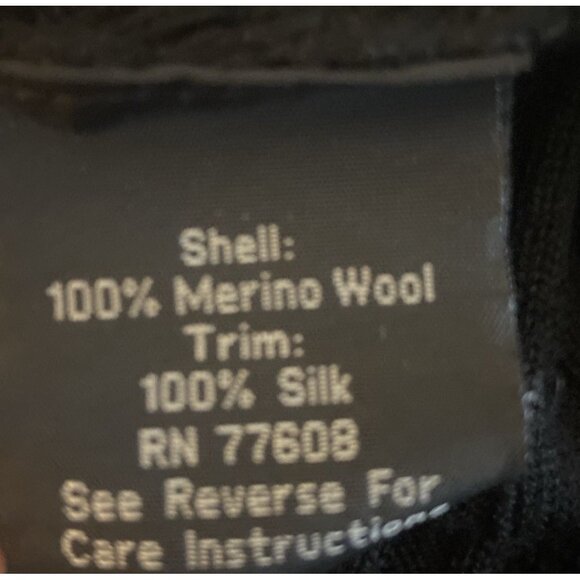 Shell:
100% Merino Wool
Trim:
100% Silk
RN 77608
See Reverse For
Care Instructions